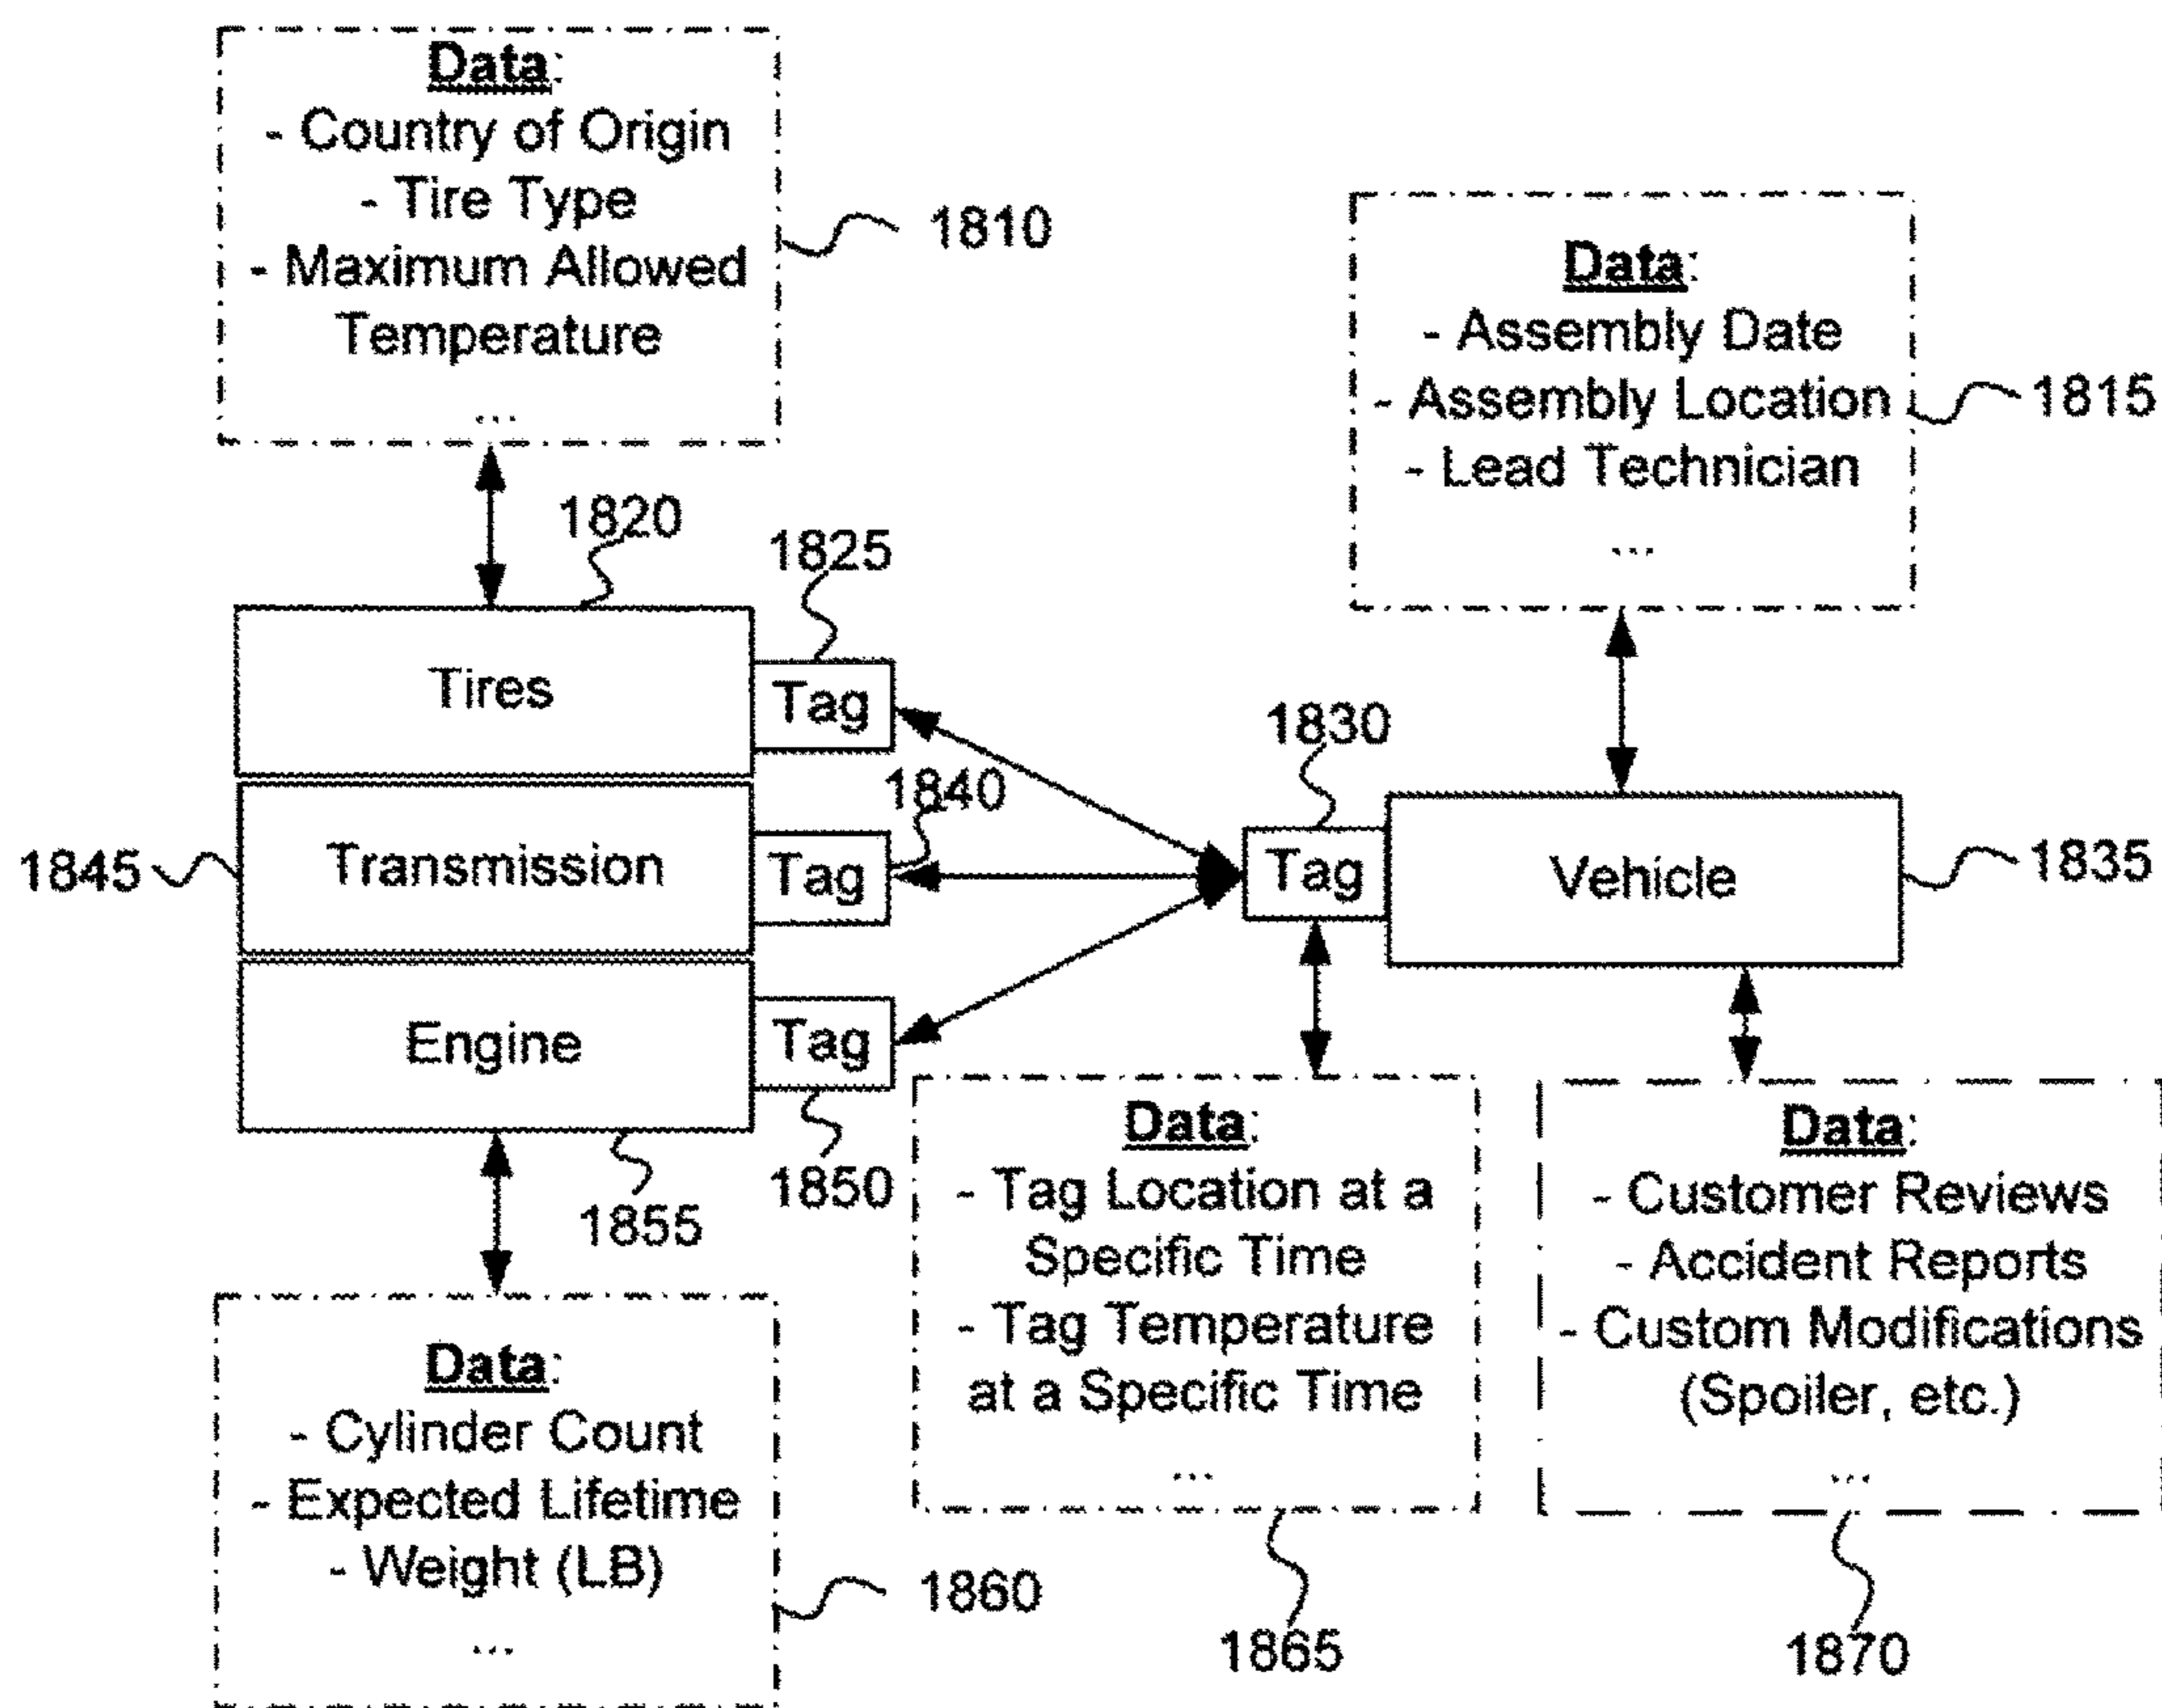 Data:
- Country of Origin
- Tire Type
- Maximum Allowed
Temperature
...
1810
Data:
- Assembly Date
- Assembly Location
- Lead Technician
...
1815
1820
1825
Tires
Tag
1830
1840
1845
Transmission
Tag
Tag
Vehicle
1835
Engine
Tag
1850
1855
Data:
- Cylinder Count
- Expected Lifetime
- Weight (LB)
...
1860
Data:
- Tag Location at a
Specific Time
- Tag Temperature
at a Specific Time
...
1865
Data:
- Customer Reviews
- Accident Reports
- Custom Modifications
(Spoiler, etc.)
...
1870